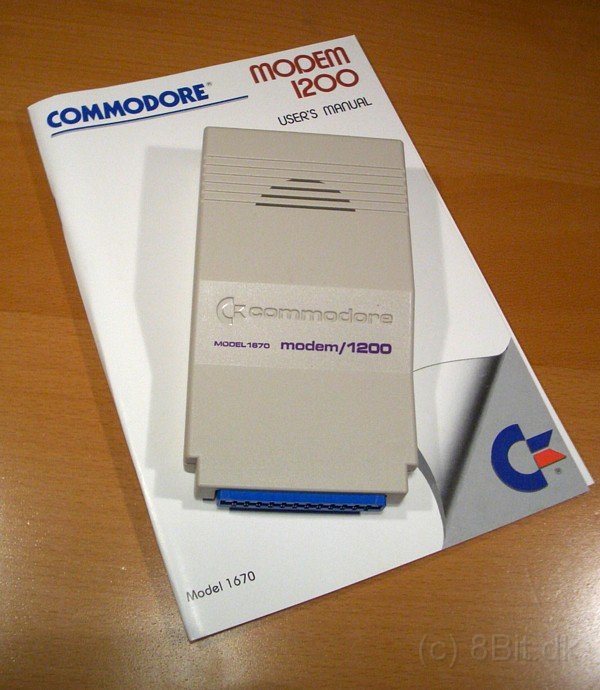 COMMODORE®
MODEM
1200
USER'S MANUAL
commodore
MODEL 1670 modem/1200
®
Model 1670
(c) 8Bit.dk